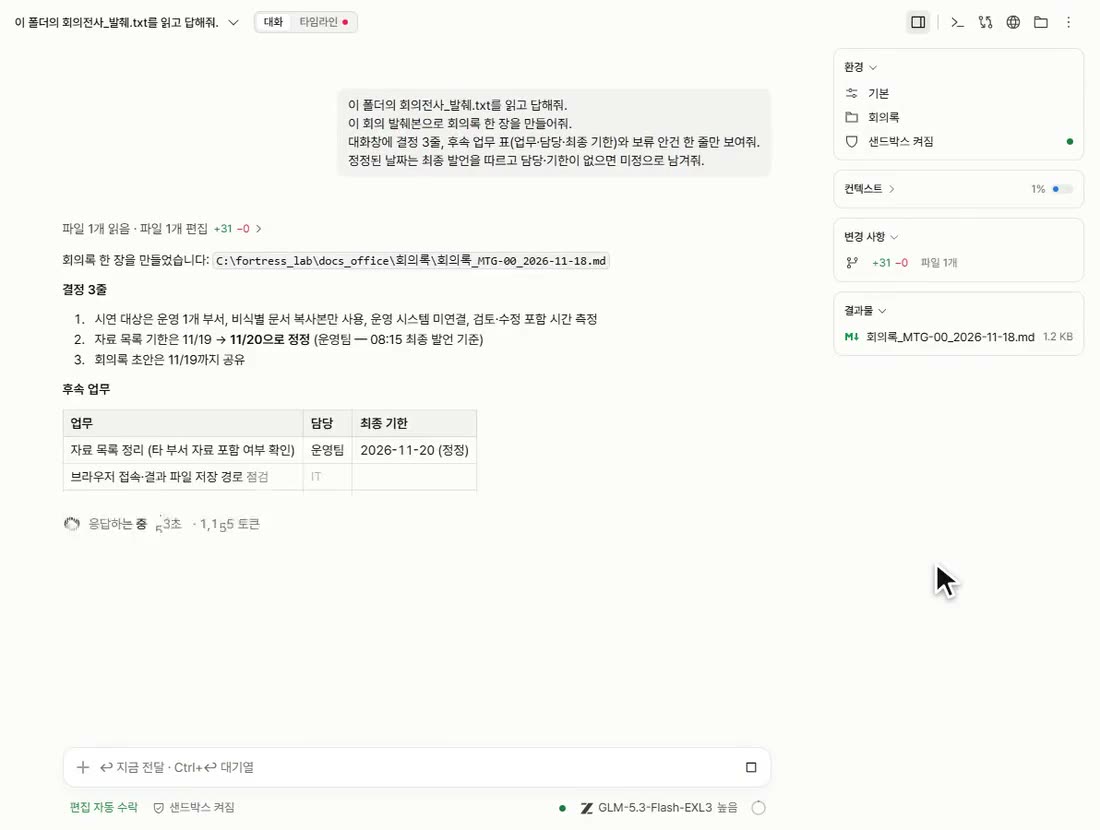 이 폴더의 회의전사_발췌.txt를 읽고 답해줘.
대화 타임라인
이 폴더의 회의전사_발췌.txt를 읽고 답해줘.
이 회의 발췌본으로 회의록 한 장을 만들어줘.
대화창에 결정 3줄, 후속 업무 표(업무·담당·최종 기한)와 보류 안건 한 줄만 보여줘.
정정된 날짜는 최종 발언을 따르고 담당·기한이 없으면 미정으로 남겨줘.
파일 1개 읽음 · 파일 1개 편집 +31 −0
회의록 한 장을 만들었습니다: C:\fortress_lab\docs_office\회의록\회의록_MTG-00_2026-11-18.md
결정 3줄
1. 시연 대상은 운영 1개 부서, 비식별 문서 복사본만 사용, 운영 시스템 미연결, 검토·수정 포함 시간 측정
2. 자료 목록 기한은 11/19 → 11/20으로 정정 (운영팀 — 08:15 최종 발언 기준)
3. 회의록 초안은 11/19까지 공유
후속 업무
업무 담당 최종 기한
자료 목록 정리 (타 부서 자료 포함 여부 확인) 운영팀 2026-11-20 (정정)
브라우저 접속·결과 파일 저장 경로 점검 IT
응답하는 중 · 토큰
지금 전달 · Ctrl+↩ 대기열
편집 자동 수락 샌드박스 켜짐
GLM-5.3-Flash-EXL3 높음
환경
기본
회의록
샌드박스 켜짐
컨텍스트 1%
변경 사항
+31 −0 파일 1개
결과물
M↓ 회의록_MTG-00_2026-11-18.md 1.2 KB